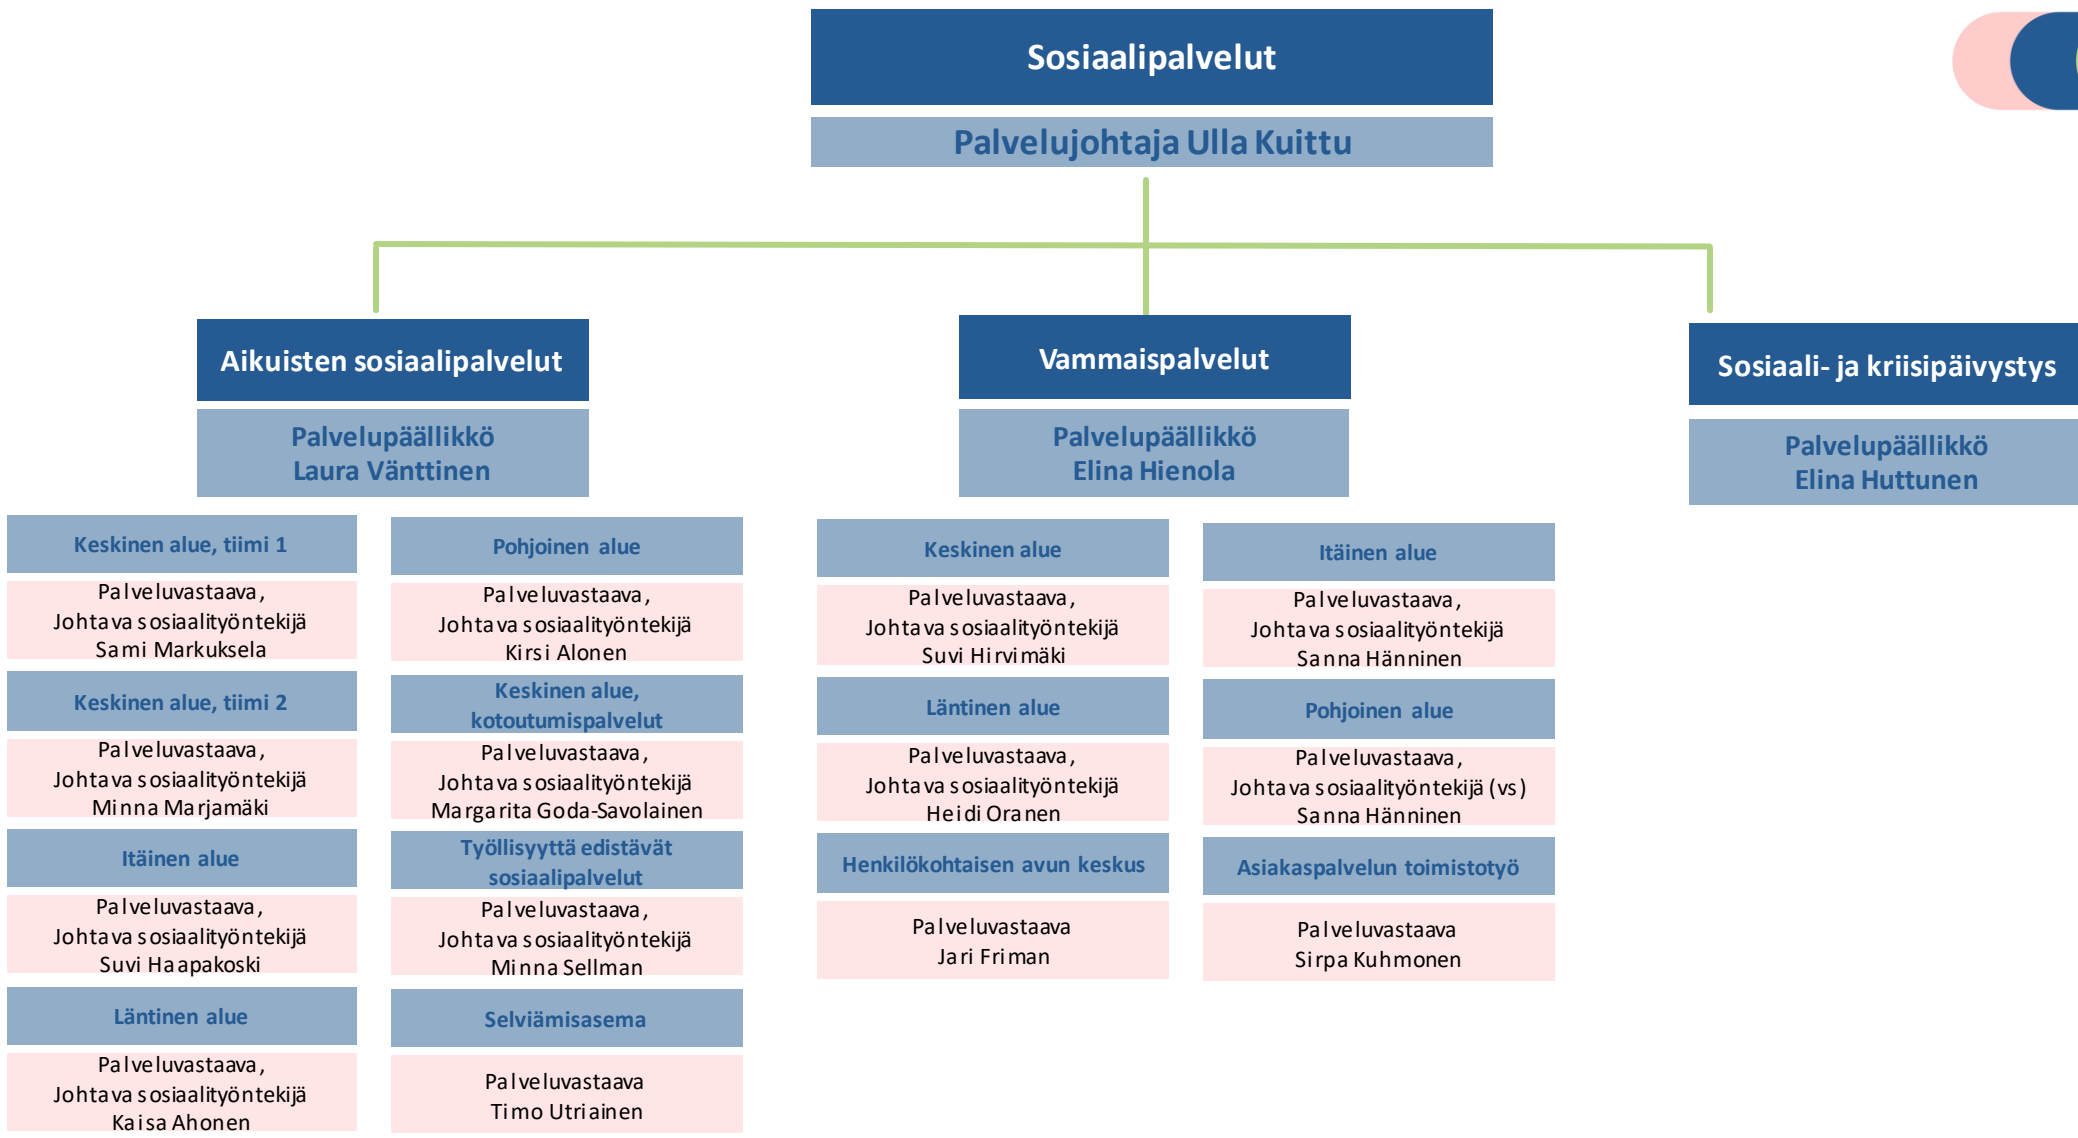 Sosiaalipalvelut
Palvelujohtaja Ulla Kuittu
Aikuisten sosiaalipalvelut
Palvelupäällikkö
Laura Vänttinen
Keskinen alue, tiimi 1
Palveluvastaava,
Johtava sosiaalityöntekijä
Sami Markuksela
Keskinen alue, tiimi 2
Palveluvastaava,
Johtava sosiaalityöntekijä
Minna Marjamäki
Itäinen alue
Palveluvastaava,
Johtava sosiaalityöntekijä
Suvi Haapakoski
Läntinen alue
Palveluvastaava,
Johtava sosiaalityöntekijä
Kaisa Ahonen
Pohjoinen alue
Palveluvastaava,
Johtava sosiaalityöntekijä
Kirsi Alonen
Keskinen alue,
kotoutumispalvelut
Palveluvastaava,
Johtava sosiaalityöntekijä
Margarita Goda-Savolainen
Työllisyyttä edistävät
sosiaalipalvelut
Palveluvastaava,
Johtava sosiaalityöntekijä
Minna Sellman
Selviämisasema
Palveluvastaava
Timo Utriainen
Vammaispalvelut
Palvelupäällikkö
Elina Hienola
Keskinen alue
Palveluvastaava,
Johtava sosiaalityöntekijä
Suvi Hirvimäki
Läntinen alue
Palveluvastaava,
Johtava sosiaalityöntekijä
Heidi Oranen
Henkilökohtaisen avun keskus
Palveluvastaava
Jari Friman
Itäinen alue
Palveluvastaava,
Johtava sosiaalityöntekijä
Sanna Hänninen
Pohjoinen alue
Palveluvastaava,
Johtava sosiaalityöntekijä (vs)
Sanna Hänninen
Asiakaspalvelun toimistotyö
Palveluvastaava
Sirpa Kuhmonen
Sosiaali- ja kriisipäivystys
Palvelupäällikkö
Elina Huttunen